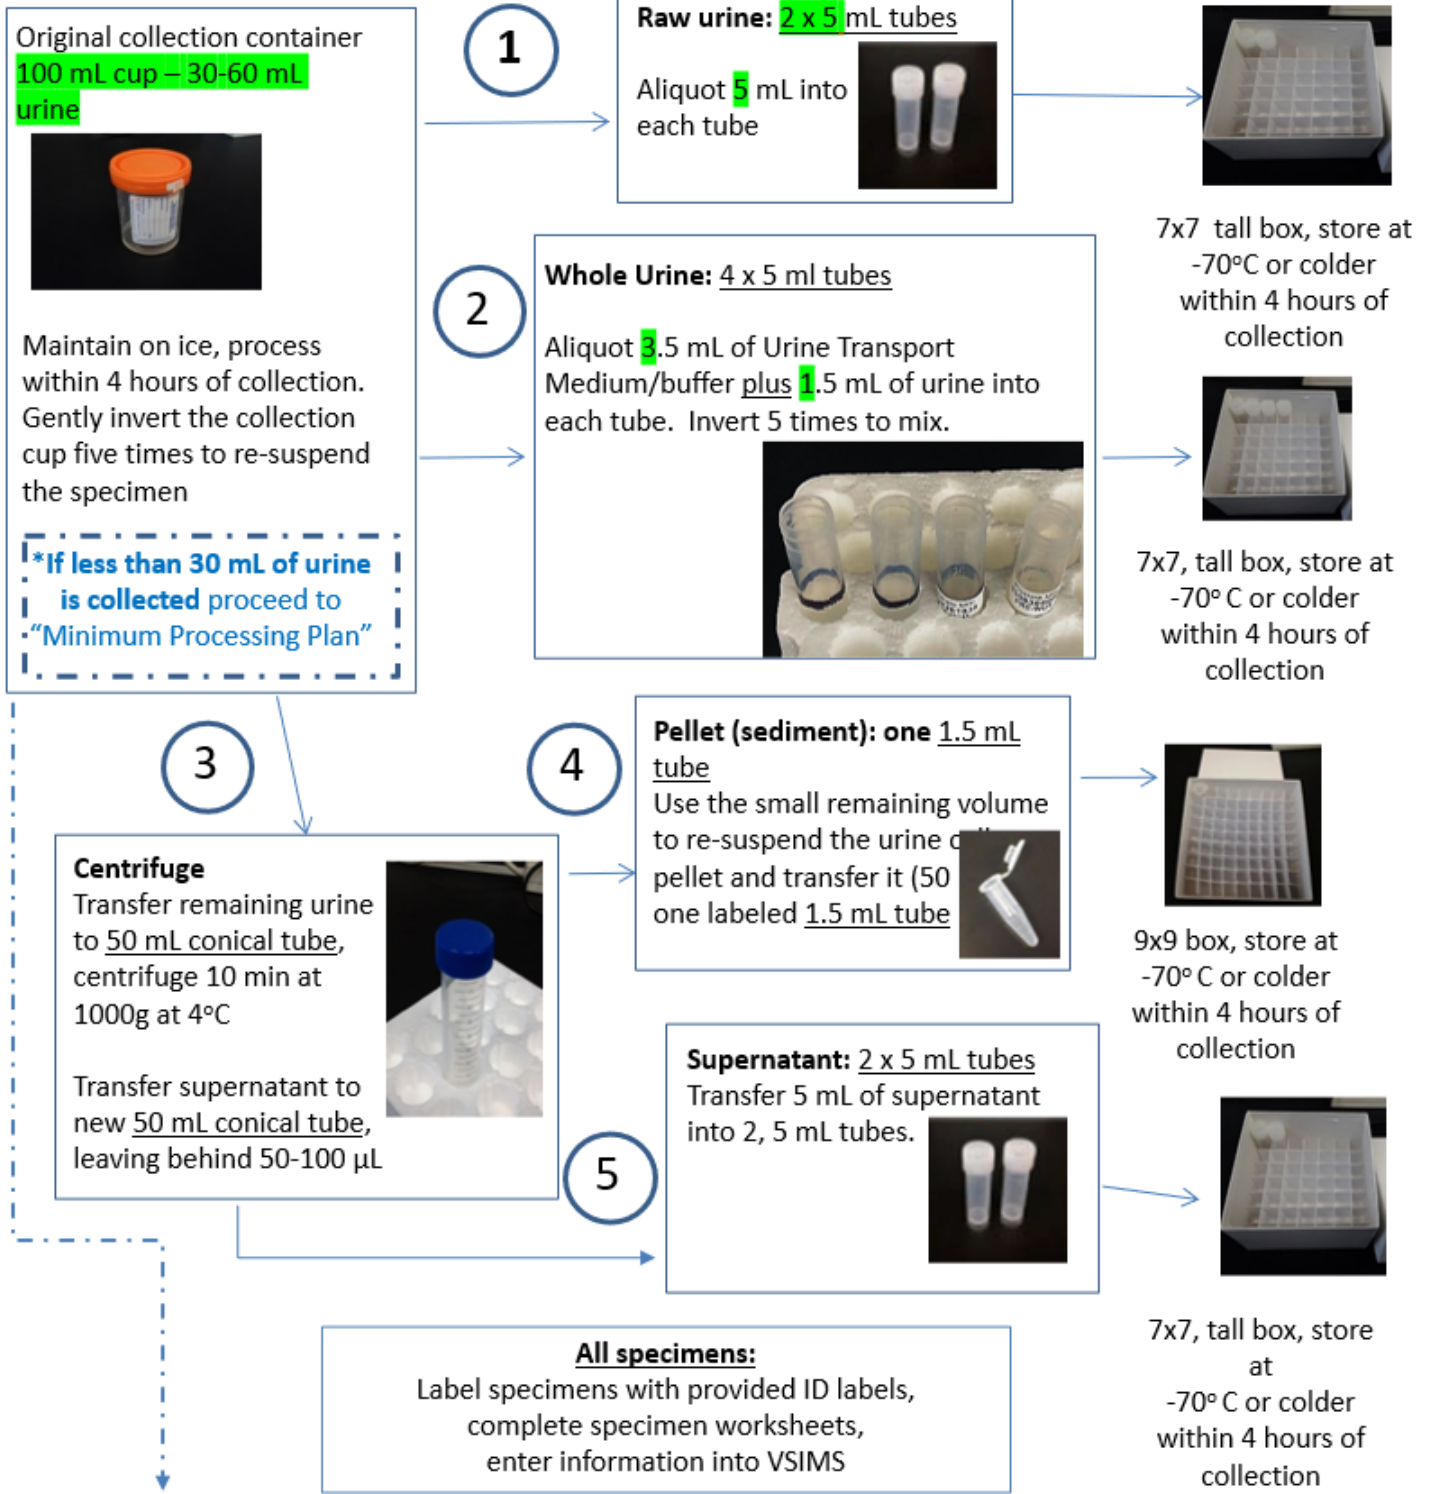 Original collection container
100 mL cup – 30-60 mL
urine
Maintain on ice, process
within 4 hours of collection.
Gently invert the collection
cup five times to re-suspend
the specimen
*If less than 30 mL of urine
is collected proceed to
“Minimum Processing Plan”
1
Raw urine: 2 x 5 mL tubes
Aliquot 5 mL into
each tube
7x7 tall box, store at
-70ºC or colder
within 4 hours of
collection
2
Whole Urine: 4 x 5 ml tubes
Aliquot 3.5 mL of Urine Transport
Medium/buffer plus 1.5 mL of urine into
each tube. Invert 5 times to mix.
7x7, tall box, store at
-70º C or colder
within 4 hours of
collection
3
Centrifuge
Transfer remaining urine
to 50 mL conical tube,
centrifuge 10 min at
1000g at 4ºC
Transfer supernatant to
new 50 mL conical tube,
leaving behind 50-100 µL
4
Pellet (sediment): one 1.5 mL
tube
Use the small remaining volume
to re-suspend the urine
pellet and transfer it (50
one labeled 1.5 mL tube
9x9 box, store at
-70º C or colder
within 4 hours of
collection
5
Supernatant: 2 x 5 mL tubes
Transfer 5 mL of supernatant
into 2, 5 mL tubes.
7x7, tall box, store
at
-70º C or colder
within 4 hours of
collection
All specimens:
Label specimens with provided ID labels,
complete specimen worksheets,
enter information into VSIMS